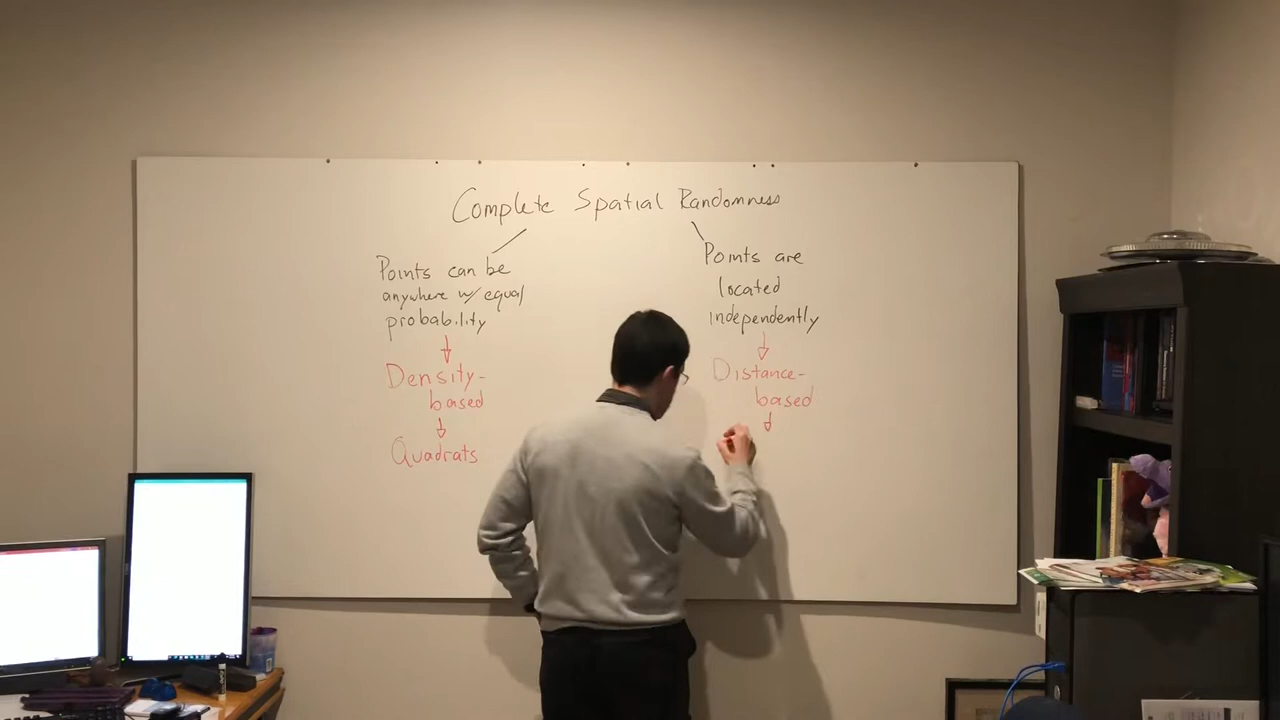 Complete Spatial Randomness
Points can be
anywhere w/ equal
probability
Density-
based
Quadrats
Points are
located
independently
Distance-
based